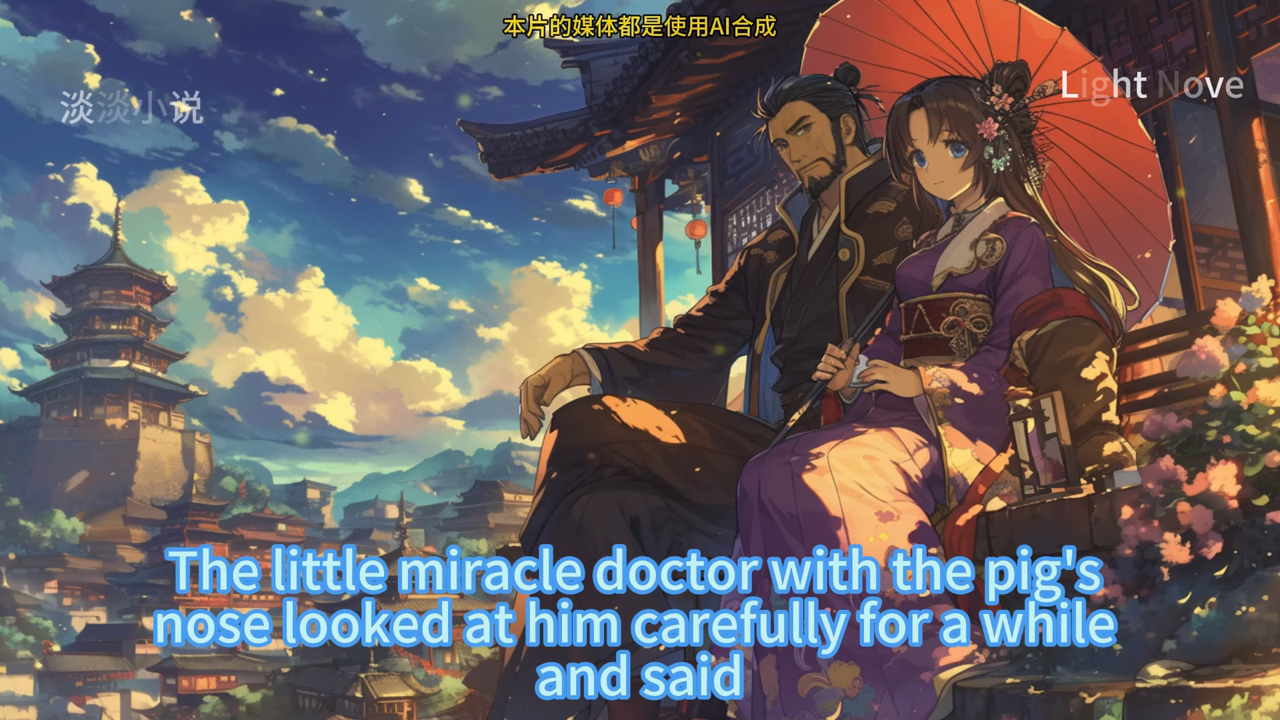 本片的媒体都是使用AI合成
淡淡小说
Light Nove
The little miracle doctor with the pig's
nose looked at him carefully for a while
and said